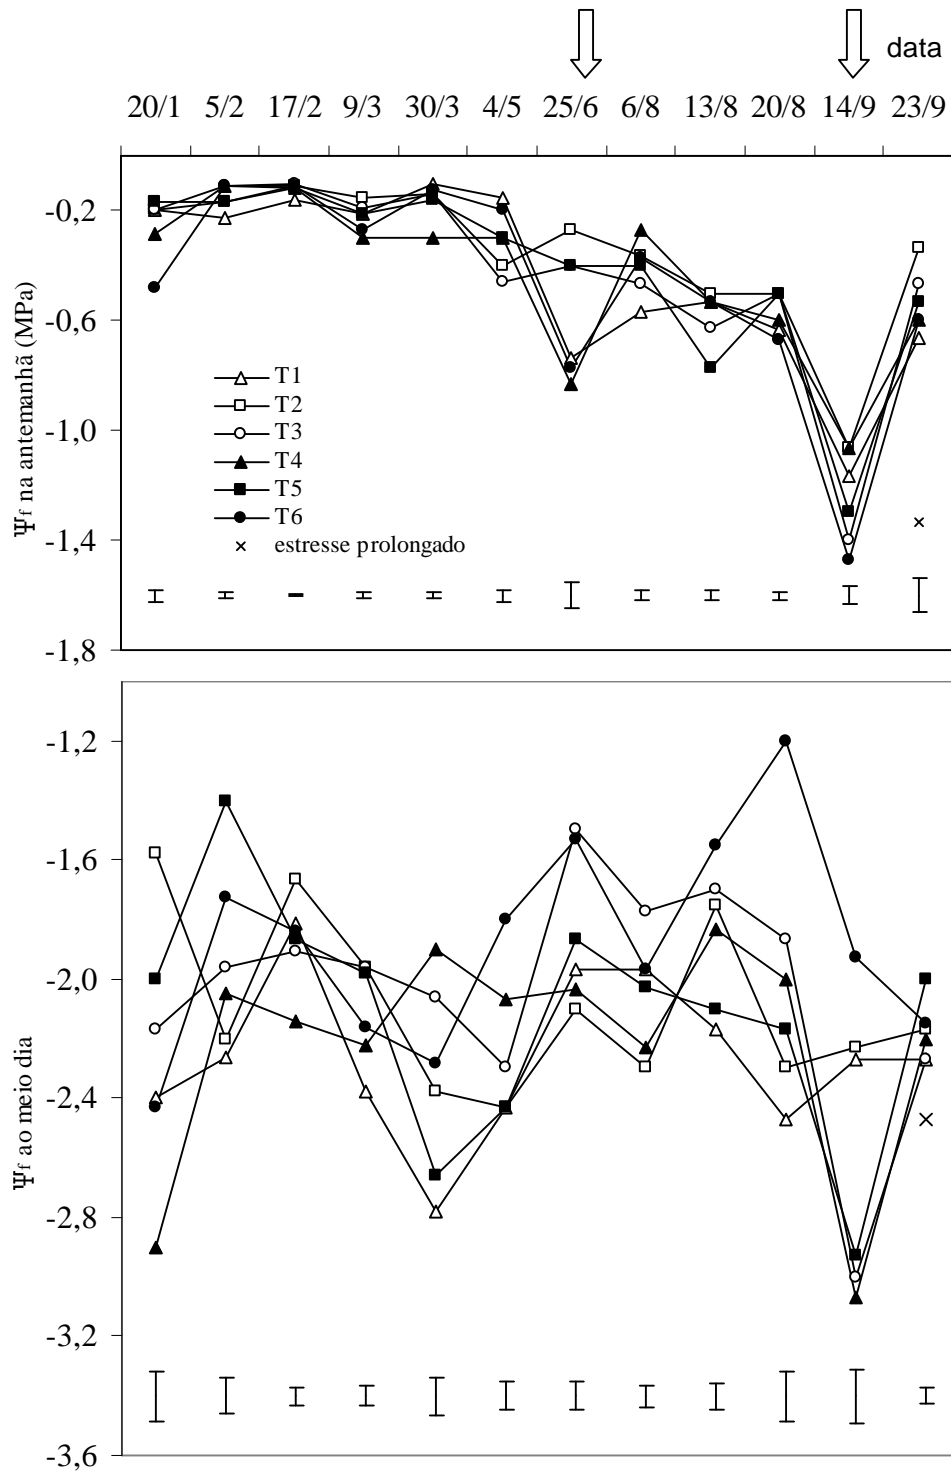 data
20/1 5/2 17/2 9/3 30/3 4/5 25/6 6/8 13/8 20/8 14/9 23/9
Ψf na antemanhã (MPa)
-0,2
-0,6
-1,0
-1,4
-1,8
T1
T2
T3
T4
T5
T6
estresse prolongado
Ψf ao meio dia
-1,2
-1,6
-2,0
-2,4
-2,8
-3,2
-3,6